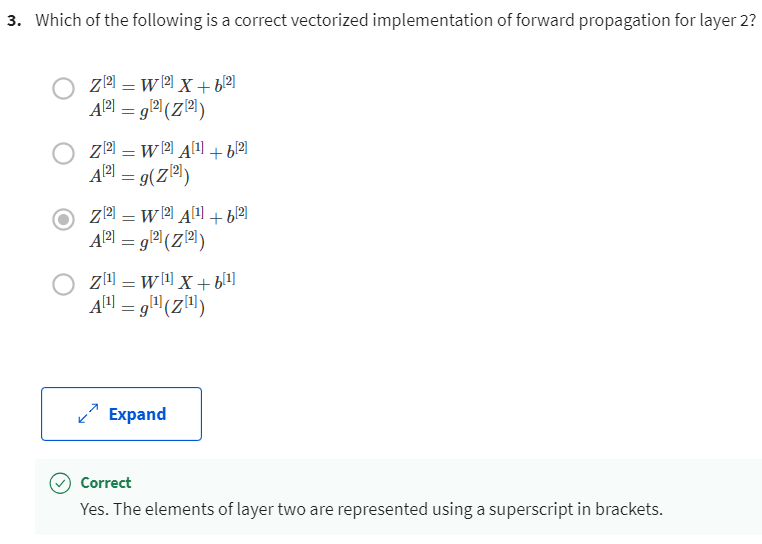 3. Which of the following is a correct vectorized implementation of forward propagation for layer 2?
Z^[2] = W^[2] X + b^[2]
A^[2] = g^[2](Z^[2])
Z^[2] = W^[2] A^[1] + b^[2]
A^[2] = g(Z^[2])
Z^[2] = W^[2] A^[1] + b^[2]
A^[2] = g^[2](Z^[2])
Z^[1] = W^[1] X + b^[1]
A^[1] = g^[1](Z^[1])
Expand
Correct
Yes. The elements of layer two are represented using a superscript in brackets.